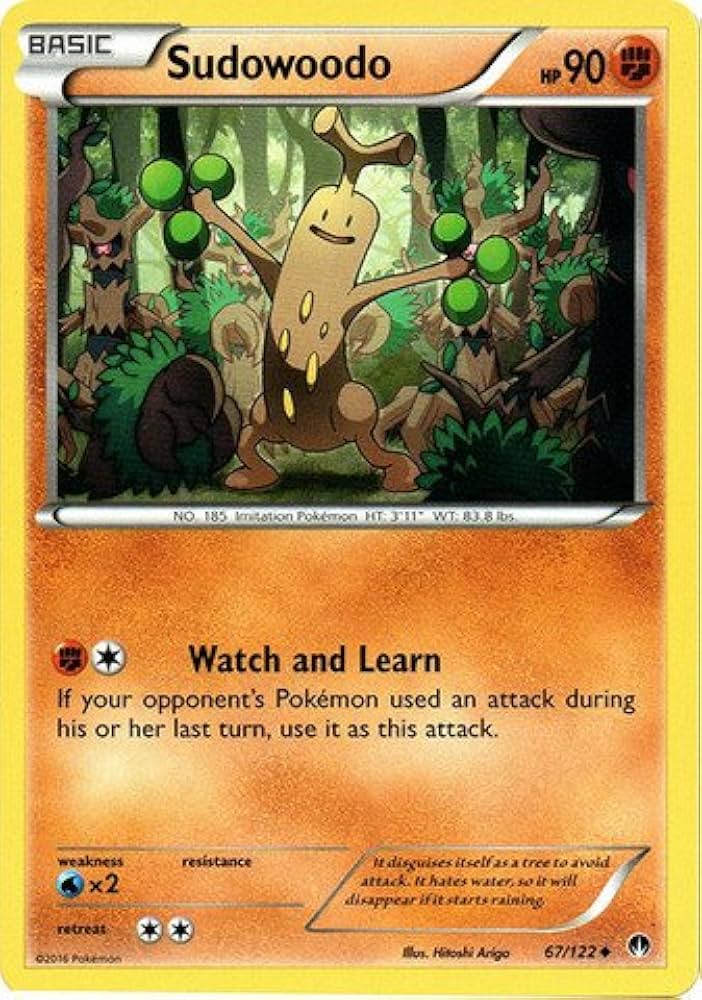 BASIC
Sudowoodo
HP 90
NO. 185 Imitation Pokémon HT: 3'11" WT: 83.8 lbs.
Watch and Learn
If your opponent's Pokémon used an attack during
his or her last turn, use it as this attack.
weakness resistance
×2
It disguises itself as a tree to avoid
attack. It hates water, so it will
disappear if it starts raining.
retreat
©2016 Pokémon
Illus. Hitoshi Ariga 67/122